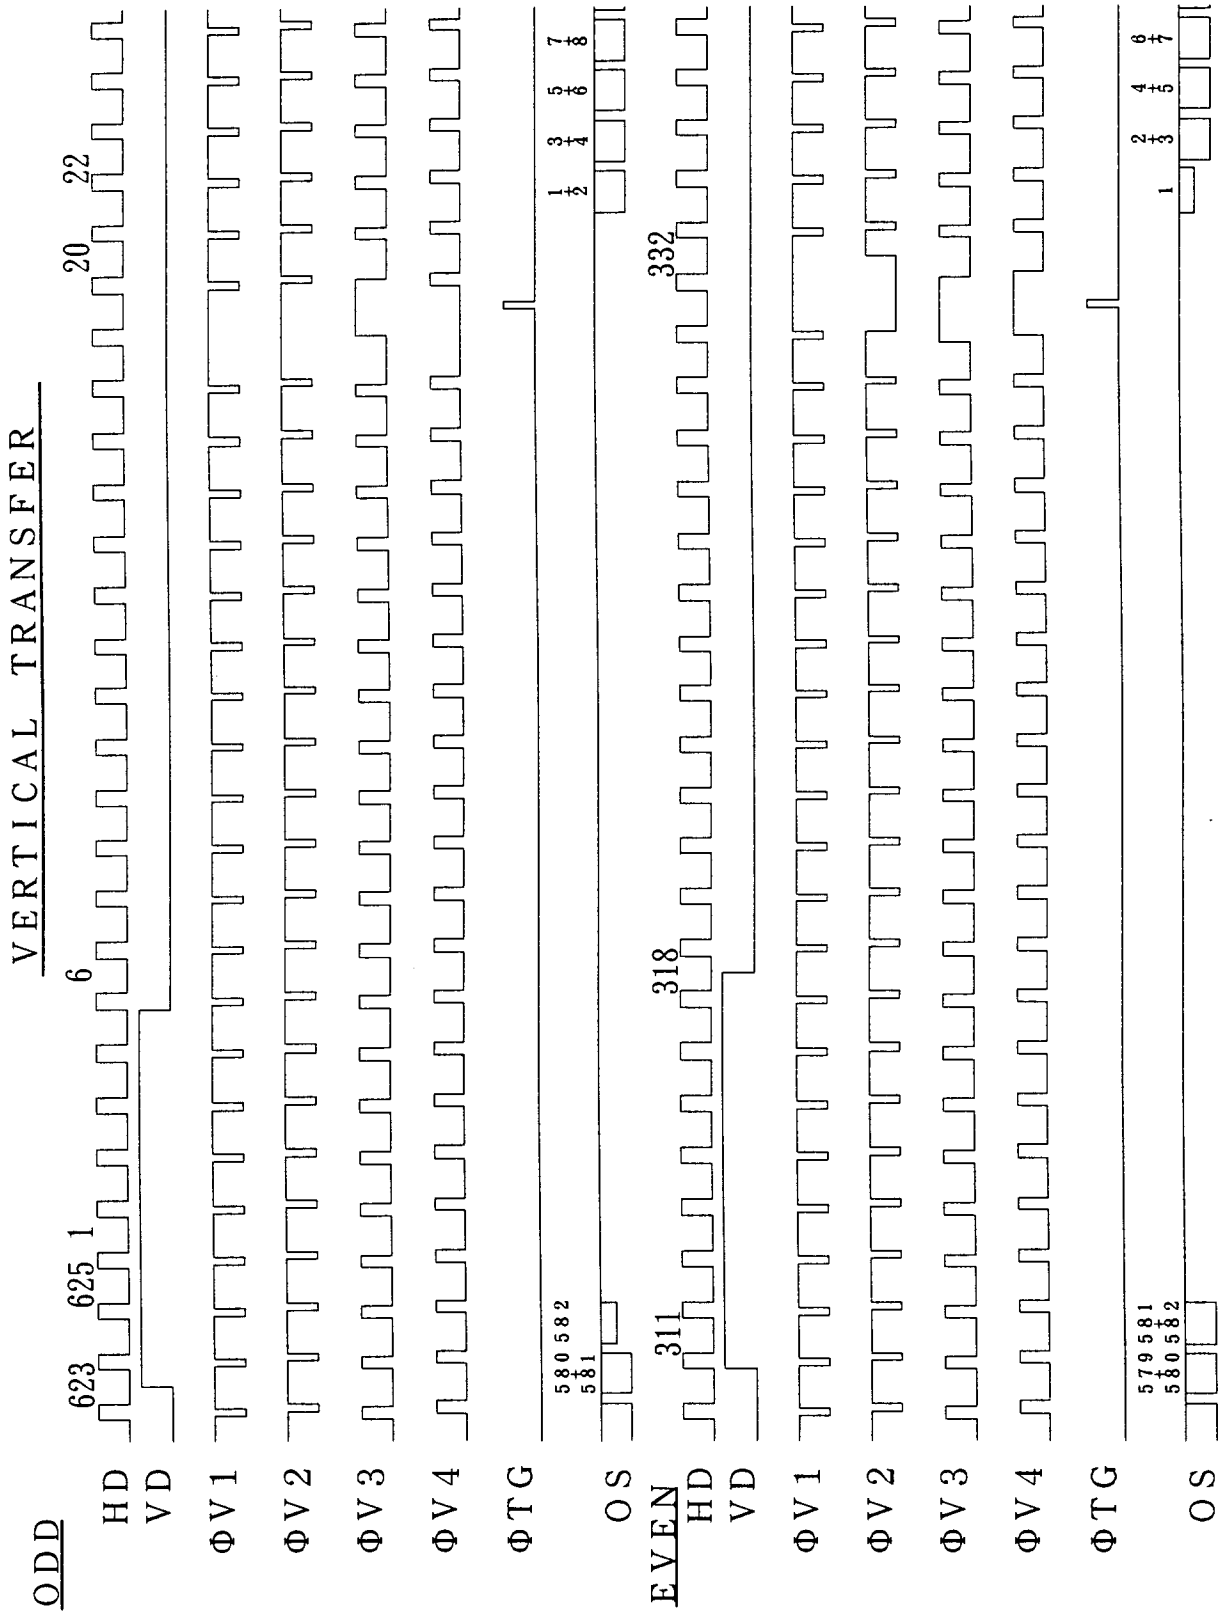 VERTICAL TRANSFER
ODD
623 625 1 6 20 22
HD
VD
ΦV1
ΦV2
ΦV3
ΦV4
ΦTG
580 582 1 3 5 7
+ + + + +
581 2 4 6 8
OS
EVEN
311 318 332
HD
VD
ΦV1
ΦV2
ΦV3
ΦV4
ΦTG
579 581 2 4 6
+ + 1 + + +
580 582 3 5 7
OS